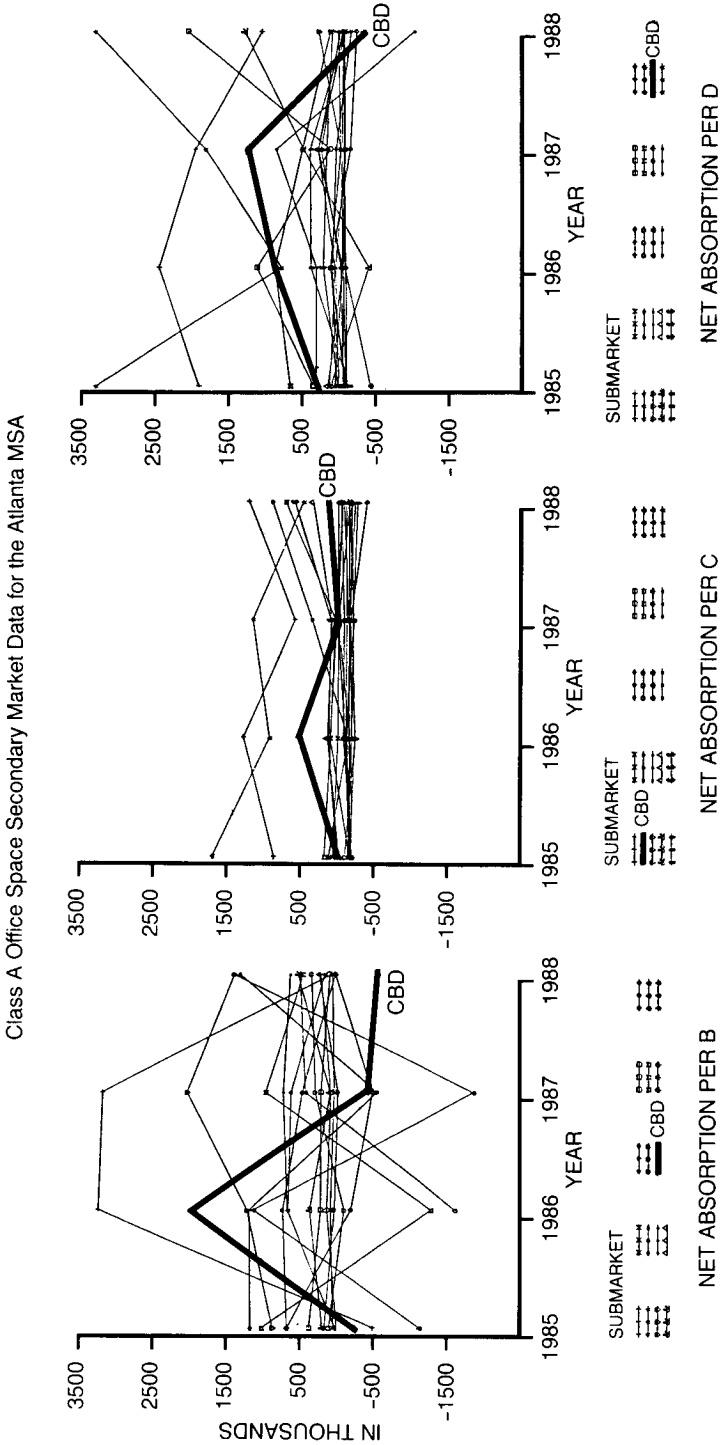 Class A Office Space Secondary Market Data for the Atlanta MSA
IN THOUSANDS
3500
2500
1500
500
-500
-1500
CBD
1985
1986
1987
1988
YEAR
SUBMARKET
CBD
NET ABSORPTION PER B
3500
2500
1500
500
-500
-1500
CBD
1985
1986
1987
1988
YEAR
SUBMARKET
CBD
NET ABSORPTION PER C
3500
2500
1500
500
-500
-1500
CBD
1985
1986
1987
1988
YEAR
SUBMARKET
CBD
NET ABSORPTION PER D